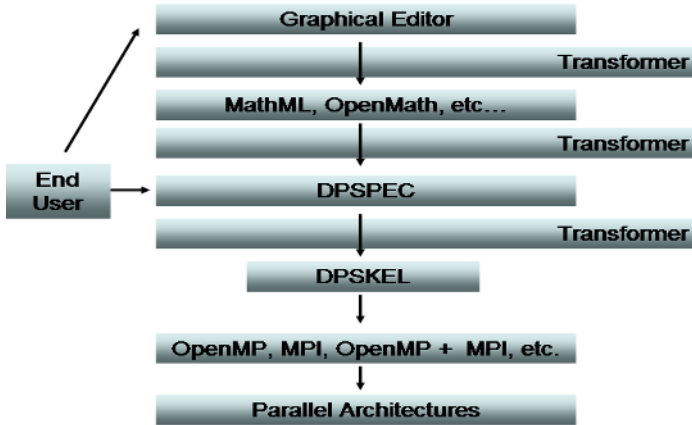 Graphical Editor
Transformer
MathML, OpenMath, etc...
Transformer
End
User
DPSPEC
Transformer
DPSKEL
OpenMP, MPI, OpenMP + MPI, etc.
Parallel Architectures